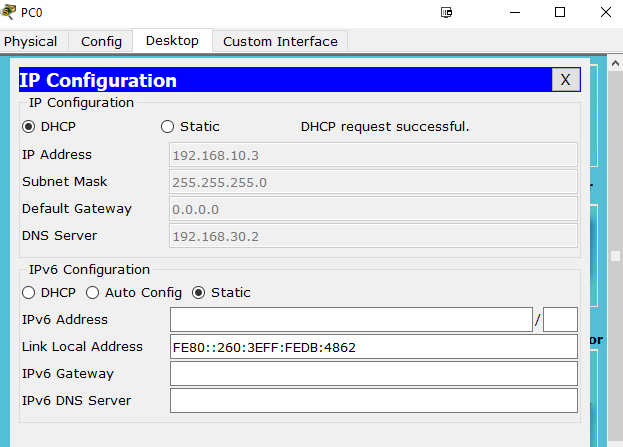 PC0
Physical Config Desktop Custom Interface
IP Configuration X
IP Configuration
DHCP Static DHCP request successful.
IP Address 192.168.10.3
Subnet Mask 255.255.255.0
Default Gateway 0.0.0.0
DNS Server 192.168.30.2
IPv6 Configuration
DHCP Auto Config Static
IPv6 Address /
Link Local Address FE80::260:3EFF:FEDB:4862
IPv6 Gateway
IPv6 DNS Server